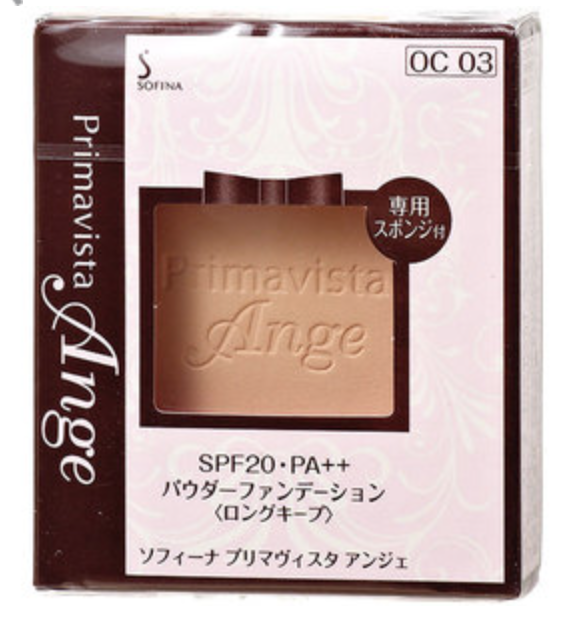 SOFINA
OC 03
Primavista Ange
専用
スポンジ付
Primavista
Ange
SPF20・PA++
パウダーファンデーション
〈ロングキープ〉
ソフィーナ プリマヴィスタ アンジェ